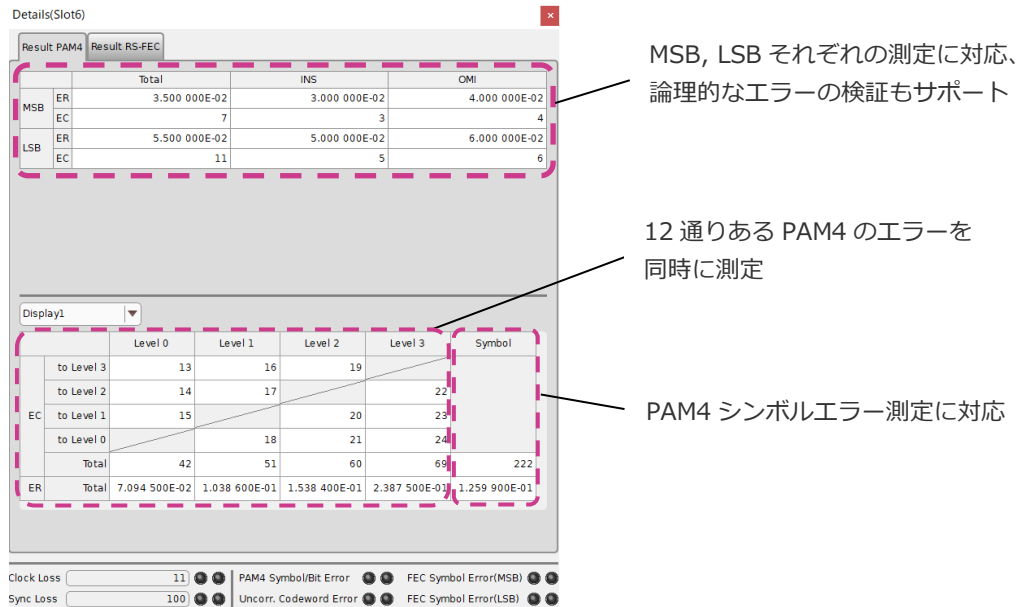 Details(Slot6)
×
Result PAM4 Result RS-FEC
Total INS OMI
MSB ER 3.500 000E-02 3.000 000E-02 4.000 000E-02
EC 7 3 4
LSB ER 5.500 000E-02 5.000 000E-02 6.000 000E-02
EC 11 5 6
MSB, LSB それぞれの測定に対応、
論理的なエラーの検証もサポート
12 通りある PAM4 のエラーを
同時に測定
Display1
Level 0 Level 1 Level 2 Level 3 Symbol
to Level 3 13 16 19
to Level 2 14 17 22
EC to Level 1 15 20 23
to Level 0 18 21 24
Total 42 51 60 69 222
ER Total 7.094 500E-02 1.038 600E-01 1.538 400E-01 2.387 500E-01 1.259 900E-01
PAM4 シンボルエラー測定に対応
Clock Loss 11 PAM4 Symbol/Bit Error FEC Symbol Error(MSB)
Sync Loss 100 Uncorr. Codeword Error FEC Symbol Error(LSB)